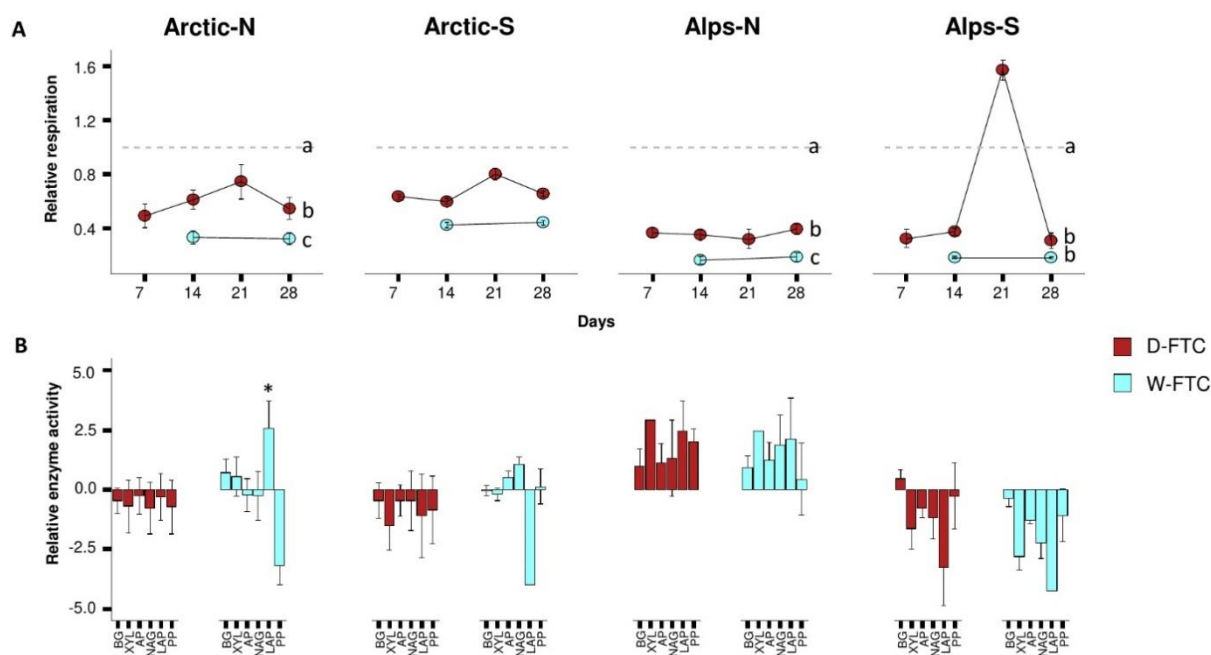 A
Arctic-N
Arctic-S
Alps-N
Alps-S
Relative respiration
1.6
1.2
0.8
0.4
a
b
c
a
b
c
a
b
b
7 14 21 28
7 14 21 28
7 14 21 28
7 14 21 28
Days
B
Relative enzyme activity
5.0
2.5
0.0
-2.5
-5.0
*
D-FTC
W-FTC
BG XYL AP NAG LAP PP
BG XYL AP NAG LAP PP
BG XYL AP NAG LAP PP
BG XYL AP NAG LAP PP
BG XYL AP NAG LAP PP
BG XYL AP NAG LAP PP
BG XYL AP NAG LAP PP
BG XYL AP NAG LAP PP